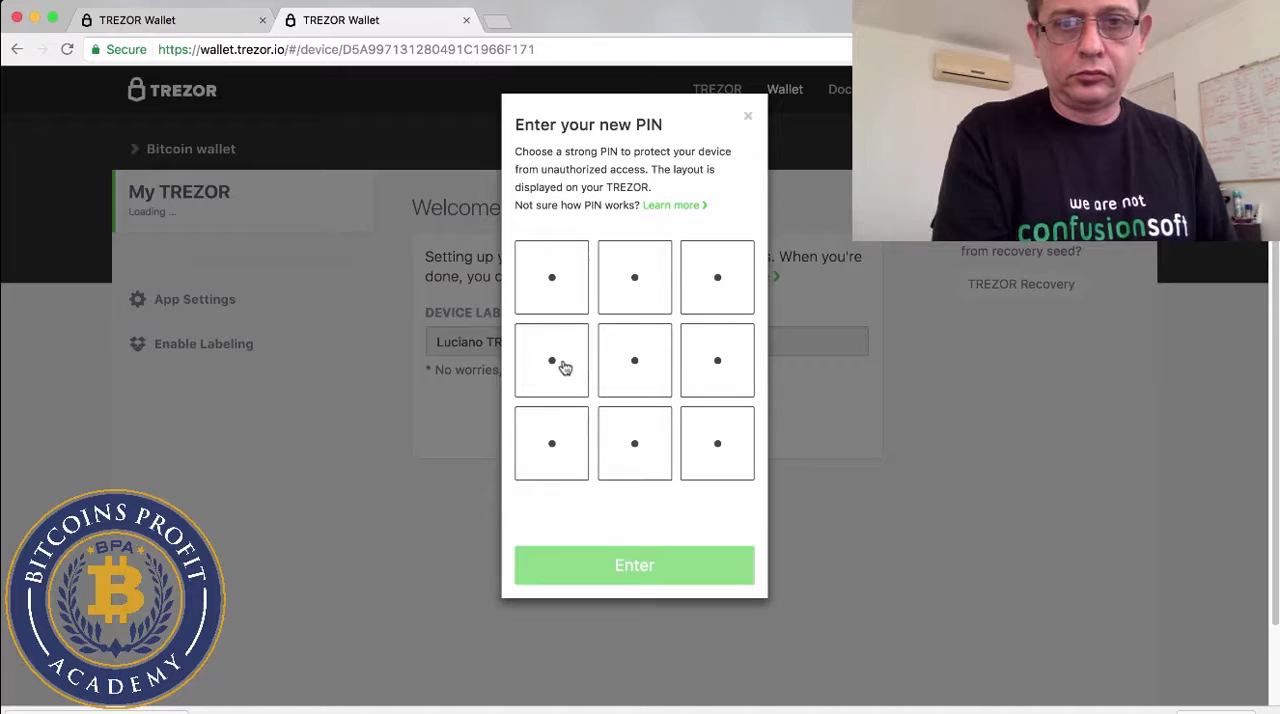 TREZOR Wallet
TREZOR Wallet
Secure https://wallet.trezor.io/#/device/D5A997131280491C1966F171
TREZOR
TREZOR Wallet Doc
Bitcoin wallet
My TREZOR
Loading ...
App Settings
Enable Labeling
Welcome
Setting up y s. When you're
done, you c
DEVICE LAB
Luciano TR
* No worries,
Enter your new PIN
Choose a strong PIN to protect your device
from unauthorized access. The layout is
displayed on your TREZOR.
Not sure how PIN works? Learn more
Enter
from recovery seed?
TREZOR Recovery
we are not
confusionsoft
BITCOINS PROFIT
BPA
ACADEMY